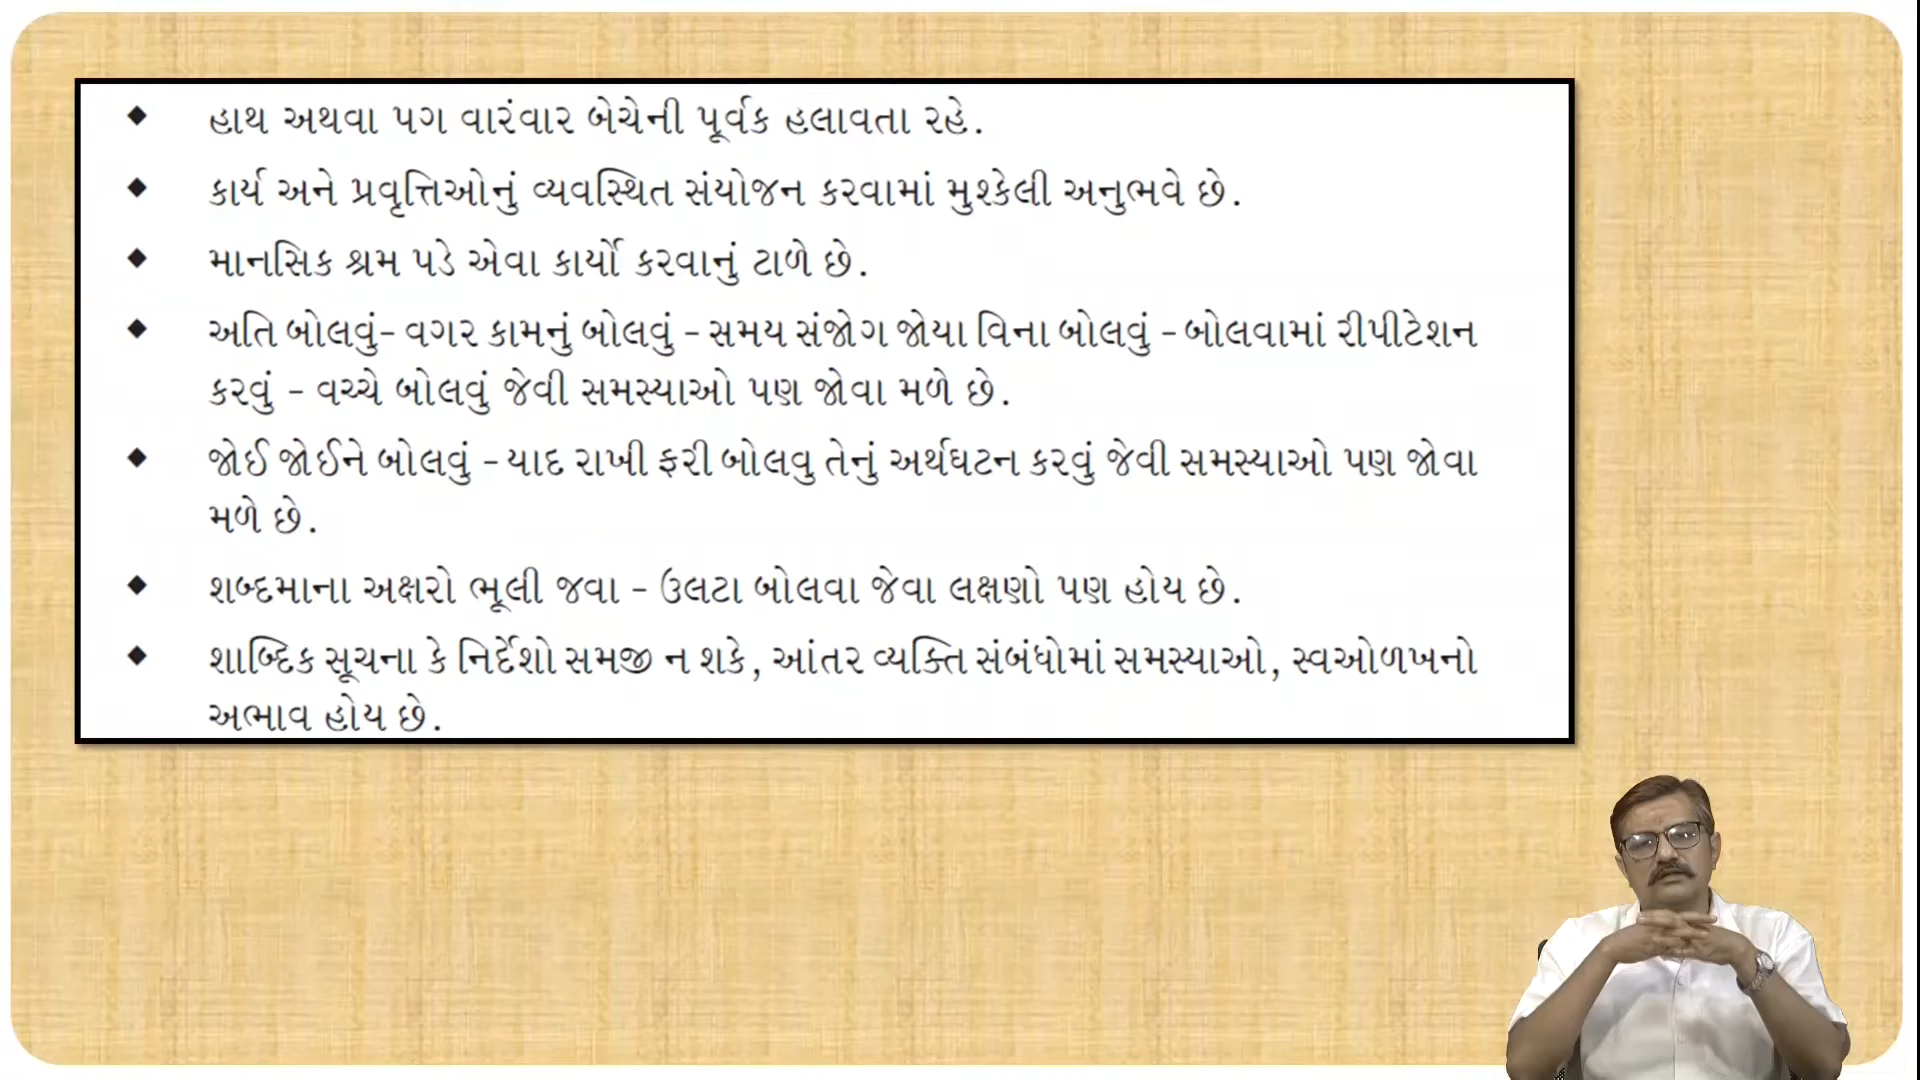 ◆ હાથ અથવા પગ વારંવાર બેચેની પૂર્વક હલાવતા રહે.
◆ કાર્ય અને પ્રવૃત્તિઓનું વ્યવસ્થિત સંયોજન કરવામાં મુશ્કેલી અનુભવે છે.
◆ માનસિક શ્રમ પડે એવા કાર્યો કરવાનું ટાળે છે.
◆ અતિ બોલવું- વગર કામનું બોલવું - સમય સંજોગ જોયા વિના બોલવું - બોલવામાં રીપીટેશન
કરવું - વચ્ચે બોલવું જેવી સમસ્યાઓ પણ જોવા મળે છે.
◆ જોઈ જોઈને બોલવું - યાદ રાખી ફરી બોલવુ તેનું અર્થઘટન કરવું જેવી સમસ્યાઓ પણ જોવા
મળે છે.
◆ શબ્દમાના અક્ષરો ભૂલી જવા - ઉલટા બોલવા જેવા લક્ષણો પણ હોય છે.
◆ શાબ્દિક સૂચના કે નિર્દેશો સમજી ન શકે, આંતર વ્યક્તિ સંબંધોમાં સમસ્યાઓ, સ્વઓળખનો
અભાવ હોય છે.